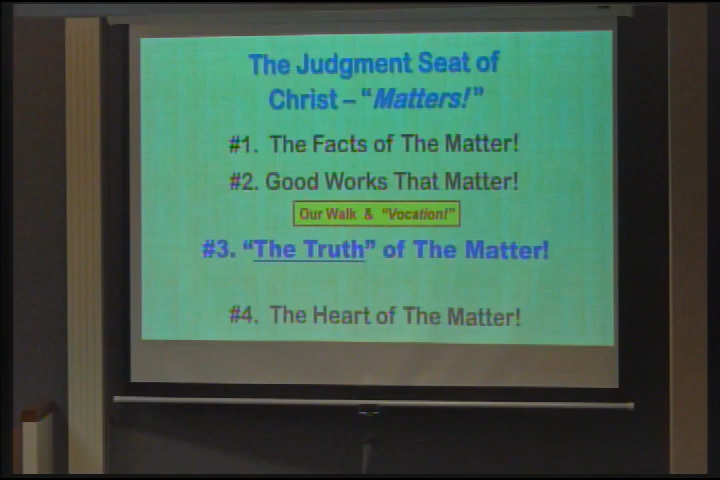 The Judgment Seat of
Christ – “Matters!”
#1. The Facts of The Matter!
#2. Good Works That Matter!
Our Walk & “Vocation!”
#3. “The Truth” of The Matter!
#4. The Heart of The Matter!